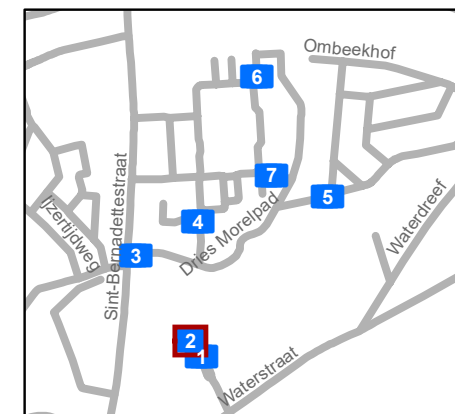 Ombeekhof
6
7
5
4
Dries Morelpad
Waterdreef
IJzertijdweg
3
Sint-Bernadettestraat
2
1
Waterstraat